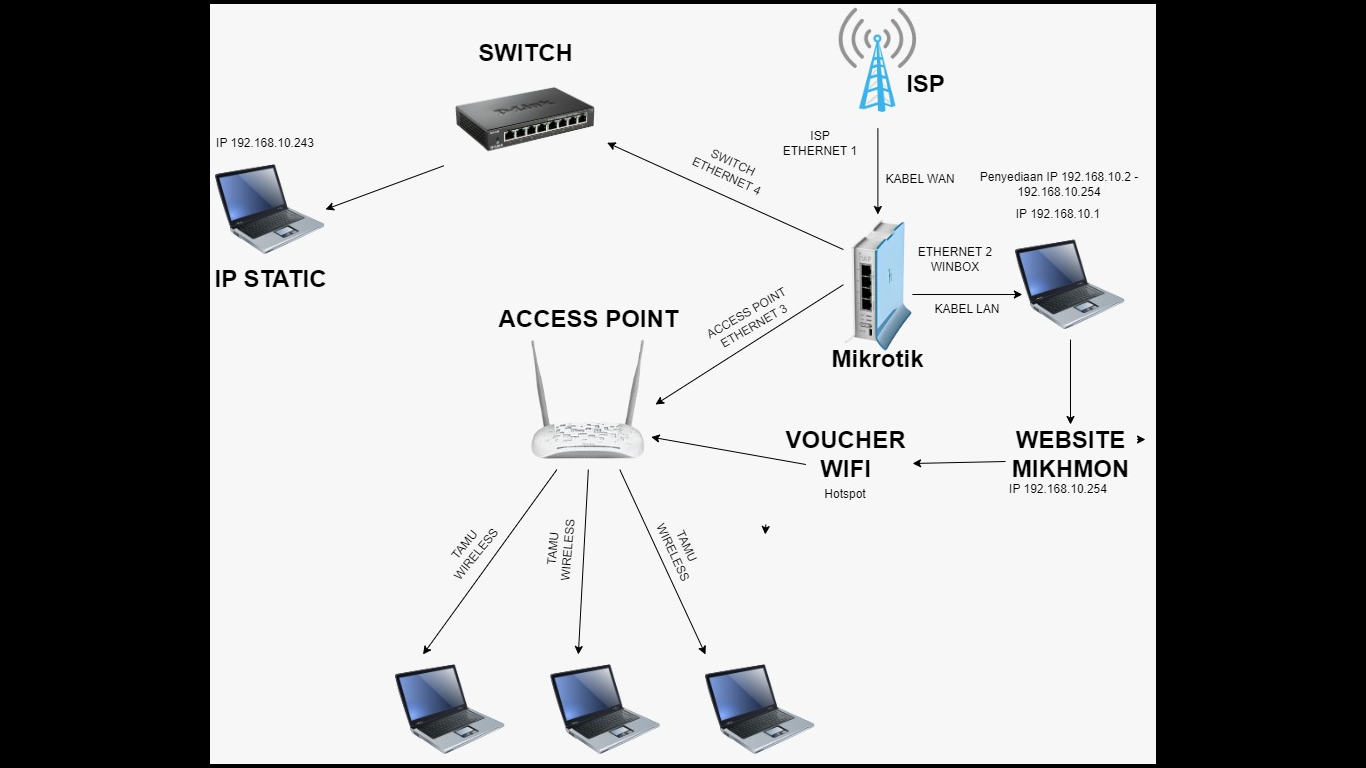 SWITCH
ISP
ISP
ETHERNET 1
KABEL WAN
IP 192.168.10.243
IP STATIC
SWITCH
ETHERNET 4
Penyediaan IP 192.168.10.2 -
192.168.10.254
IP 192.168.10.1
ETHERNET 2
WINBOX
KABEL LAN
Mikrotik
ACCESS POINT
ETHERNET 3
ACCESS POINT
VOUCHER
WIFI
Hotspot
WEBSITE
MIKHMON
IP 192.168.10.254
TAMU
WIRELESS
TAMU
WIRELESS
TAMU
WIRELESS
D-Link